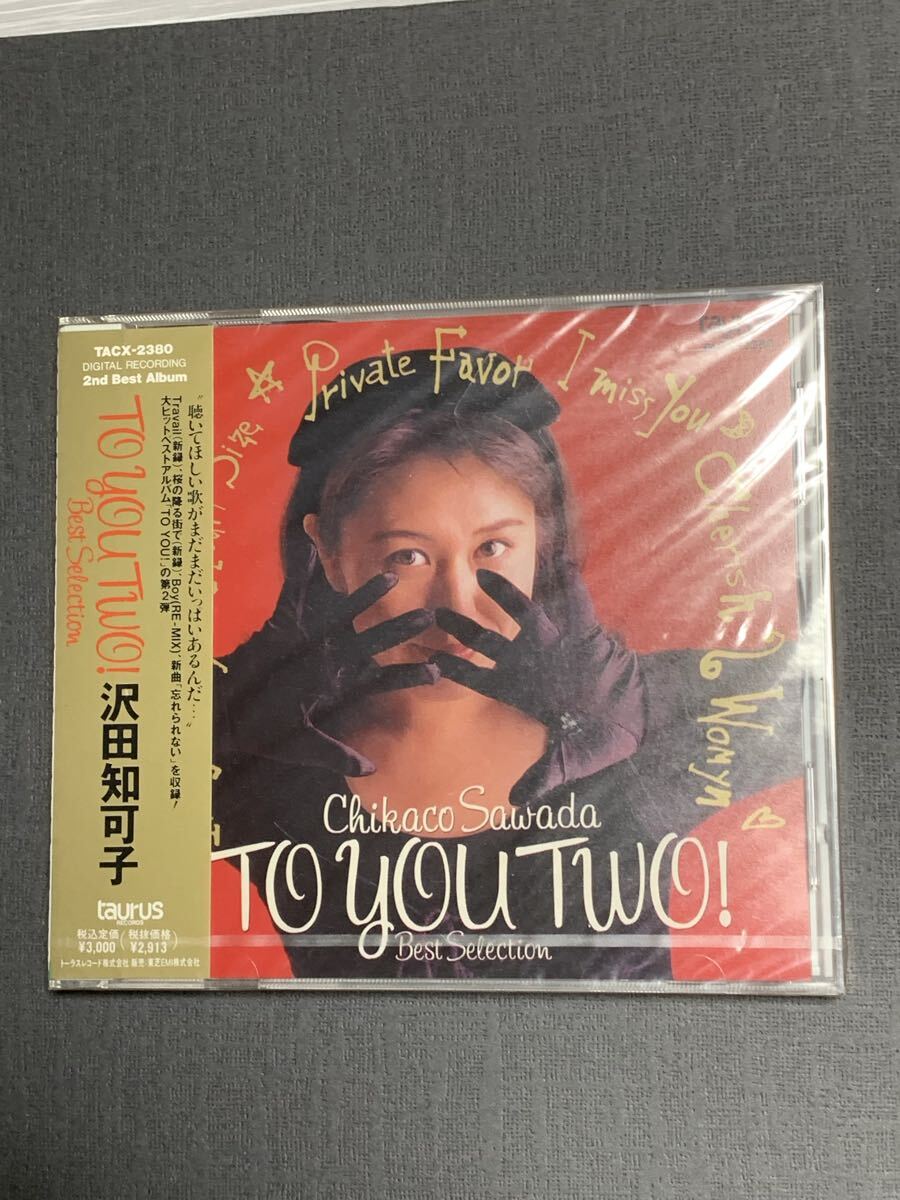 TACX-2380
DIGITAL RECORDING
2nd Best Album
TO YOU TWO!
Best Selection
沢田知可子
"聴いてほしい歌がまだまだいっぱいあるんだ…"
Travail(新録)、桜の降る街で(新録)、Boy(RE-MIX)、新曲「忘れられない」を収録!
大ヒットベストアルバム「TO YOU!」の第2弾
taurus
RECORDS
税込定価(税抜価格)
¥3,000(¥2,913)
トーラスレコード株式会社 販売・東芝EMI株式会社
Size ☆ Private Favor I miss You Cherish Womyn
taurus
Chikaco Sawada
TO YOU TWO!
Best Selection